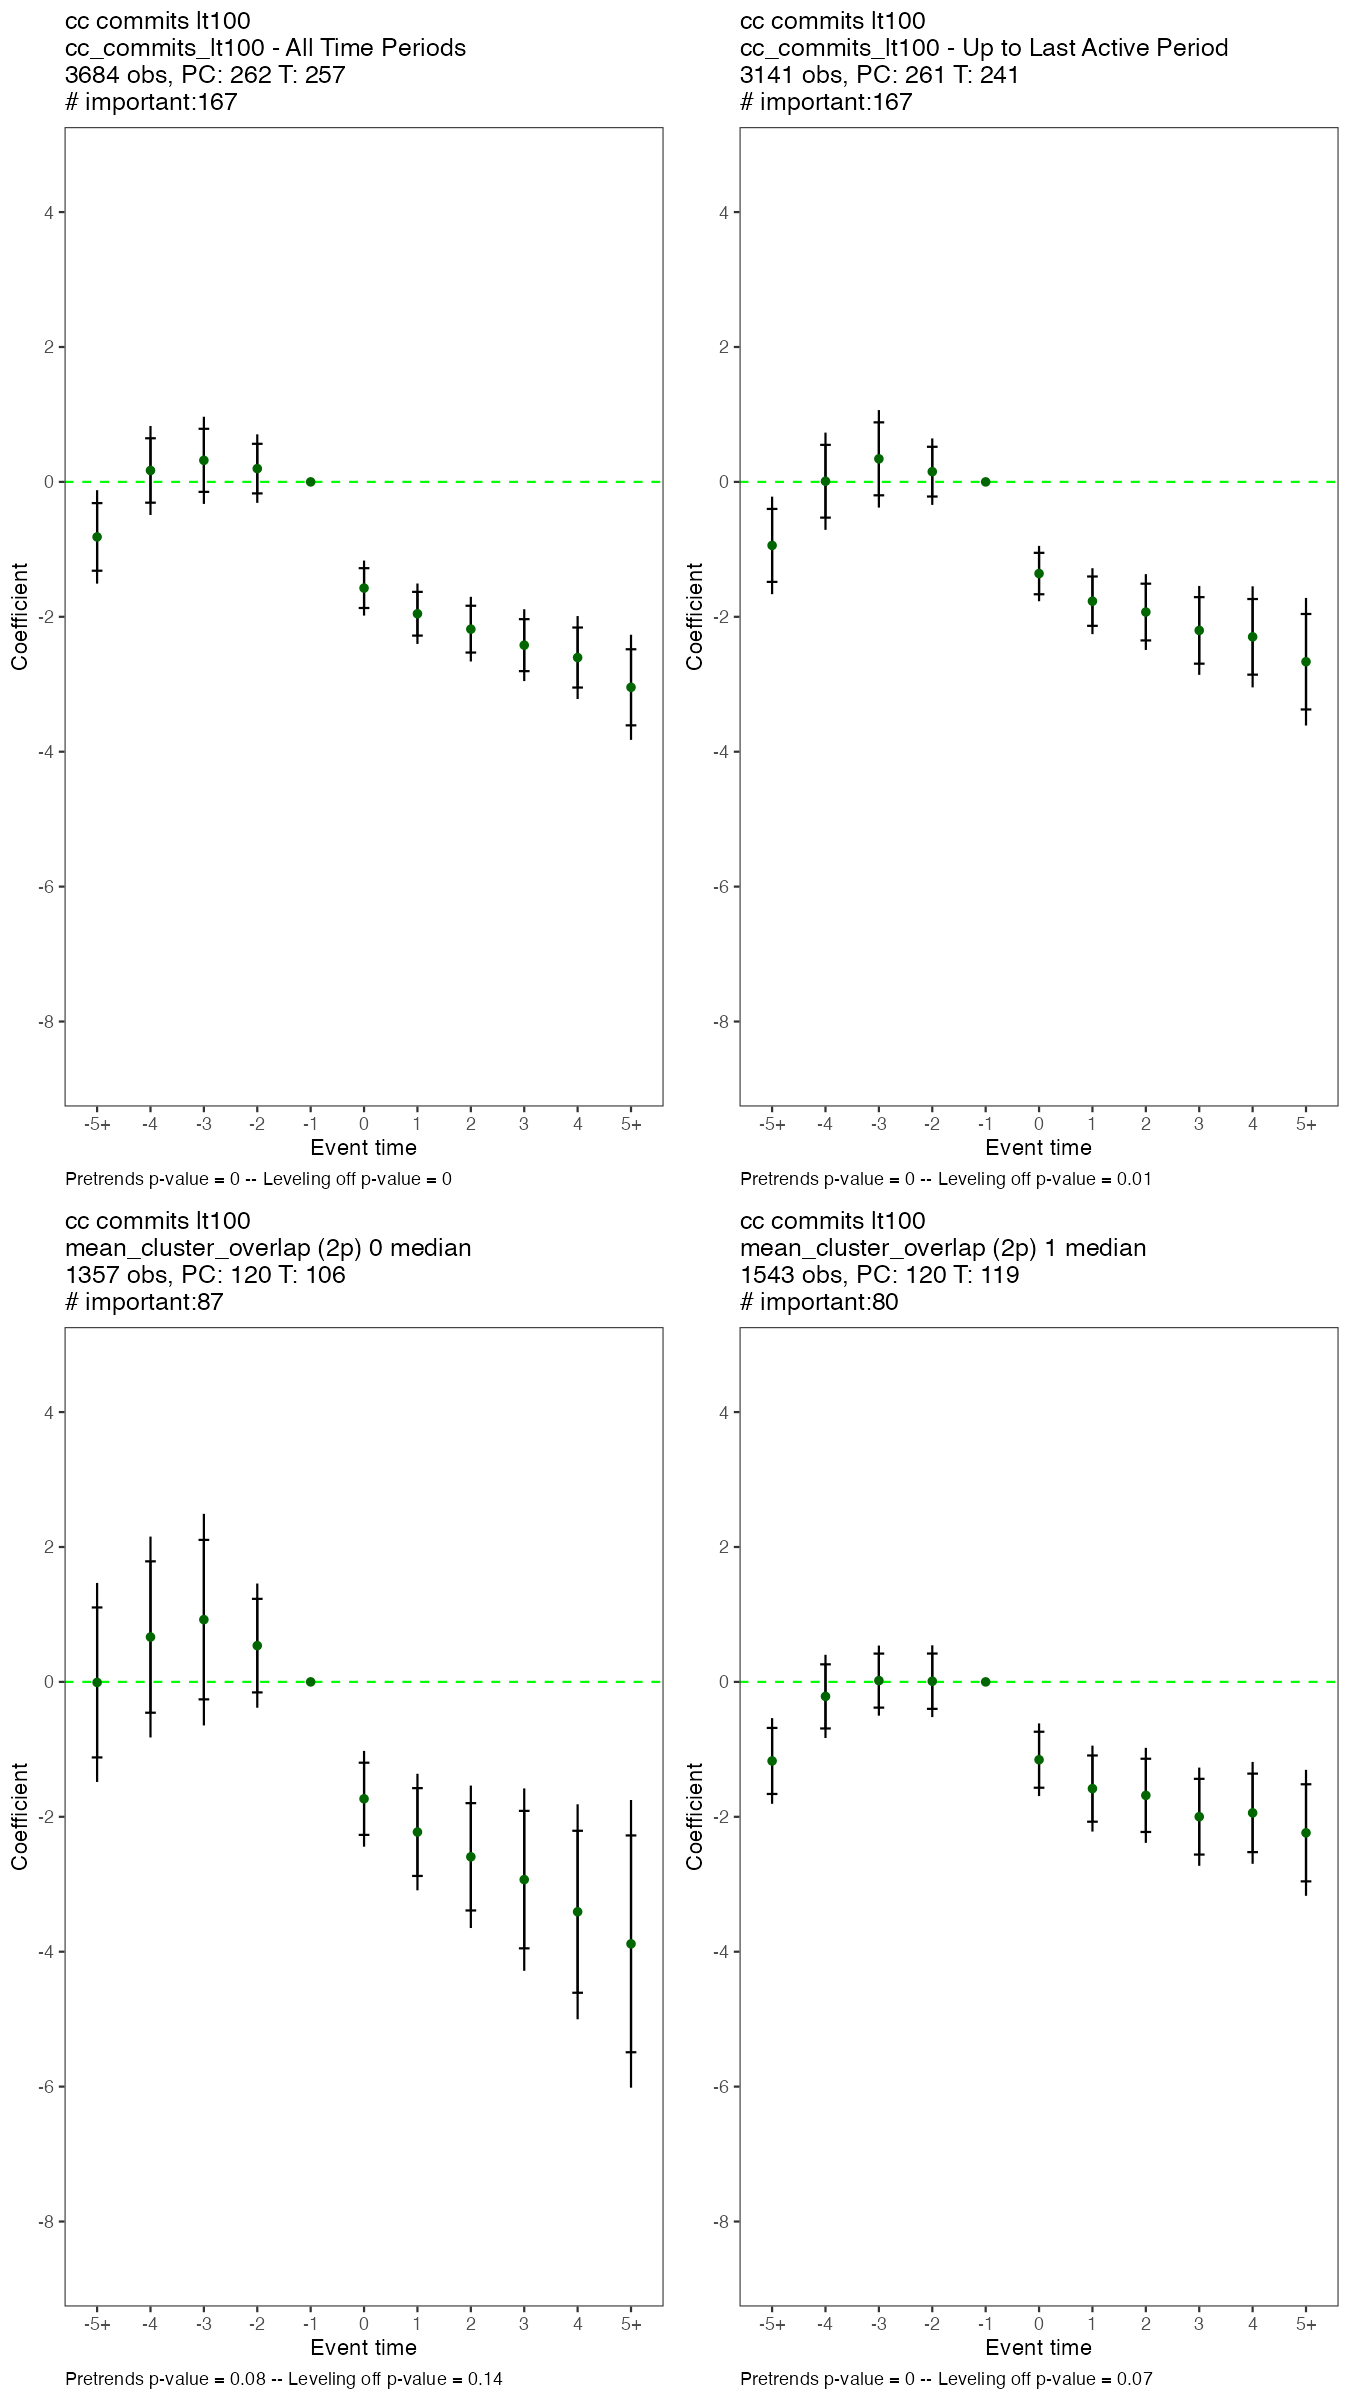 cc commits lt100
cc_commits_lt100 - All Time Periods
3684 obs, PC: 262 T: 257
# important:167
4
2
0
-2
-4
-6
-8
Coefficient
-5+ -4 -3 -2 -1 0 1 2 3 4 5+
Event time
Pretrends p-value = 0 -- Leveling off p-value = 0
cc commits lt100
cc_commits_lt100 - Up to Last Active Period
3141 obs, PC: 261 T: 241
# important:167
4
2
0
-2
-4
-6
-8
Coefficient
-5+ -4 -3 -2 -1 0 1 2 3 4 5+
Event time
Pretrends p-value = 0 -- Leveling off p-value = 0.01
cc commits lt100
mean_cluster_overlap (2p) 0 median
1357 obs, PC: 120 T: 106
# important:87
4
2
0
-2
-4
-6
-8
Coefficient
-5+ -4 -3 -2 -1 0 1 2 3 4 5+
Event time
Pretrends p-value = 0.08 -- Leveling off p-value = 0.14
cc commits lt100
mean_cluster_overlap (2p) 1 median
1543 obs, PC: 120 T: 119
# important:80
4
2
0
-2
-4
-6
-8
Coefficient
-5+ -4 -3 -2 -1 0 1 2 3 4 5+
Event time
Pretrends p-value = 0 -- Leveling off p-value = 0.07